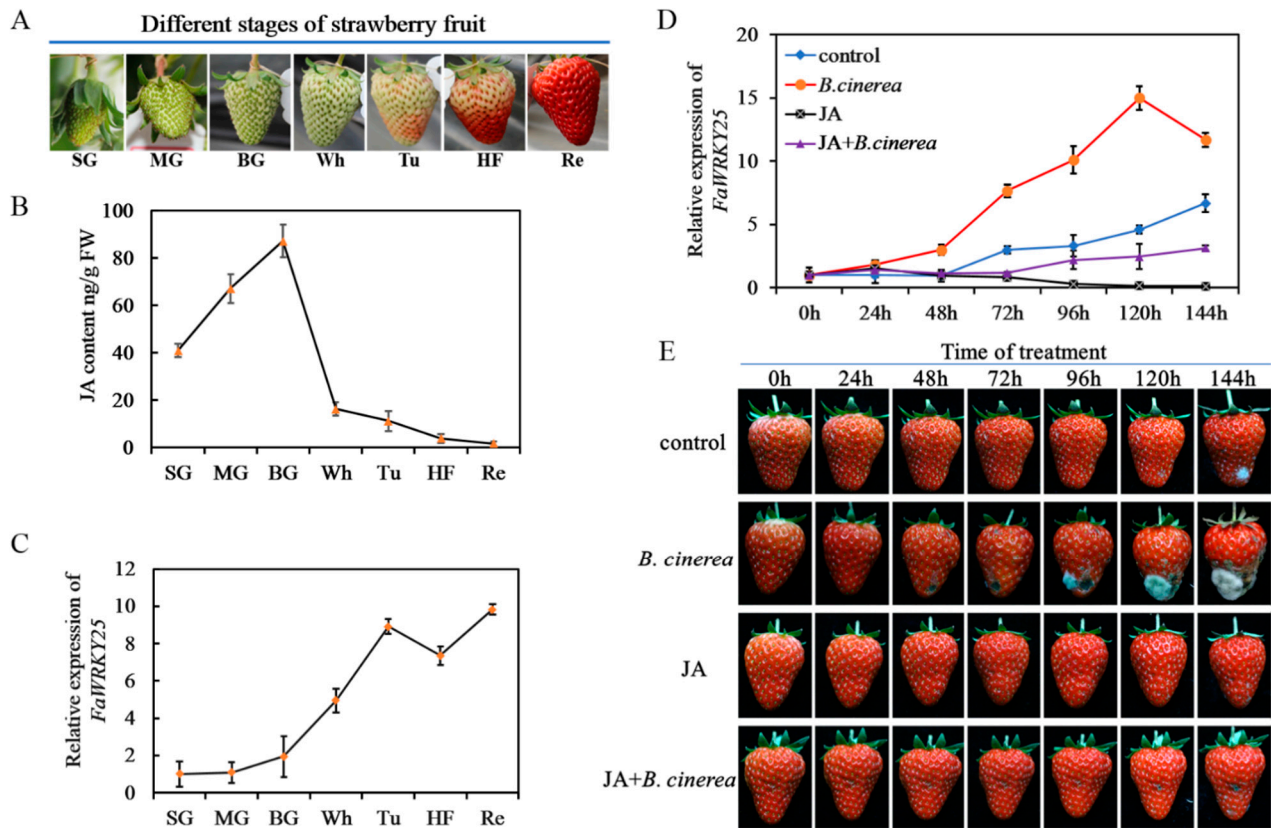 A
Different stages of strawberry fruit
SG MG BG Wh Tu HF Re
B
JA content ng/g FW
100
80
60
40
20
0
SG MG BG Wh Tu HF Re
C
Relative expression of
FaWRKY25
12
10
8
6
4
2
0
SG MG BG Wh Tu HF Re
D
Relative expression of
FaWRKY25
20
15
10
5
0
control
B.cinerea
JA
JA+B.cinerea
0h 24h 48h 72h 96h 120h 144h
E
Time of treatment
0h 24h 48h 72h 96h 120h 144h
control
B. cinerea
JA
JA+B. cinerea